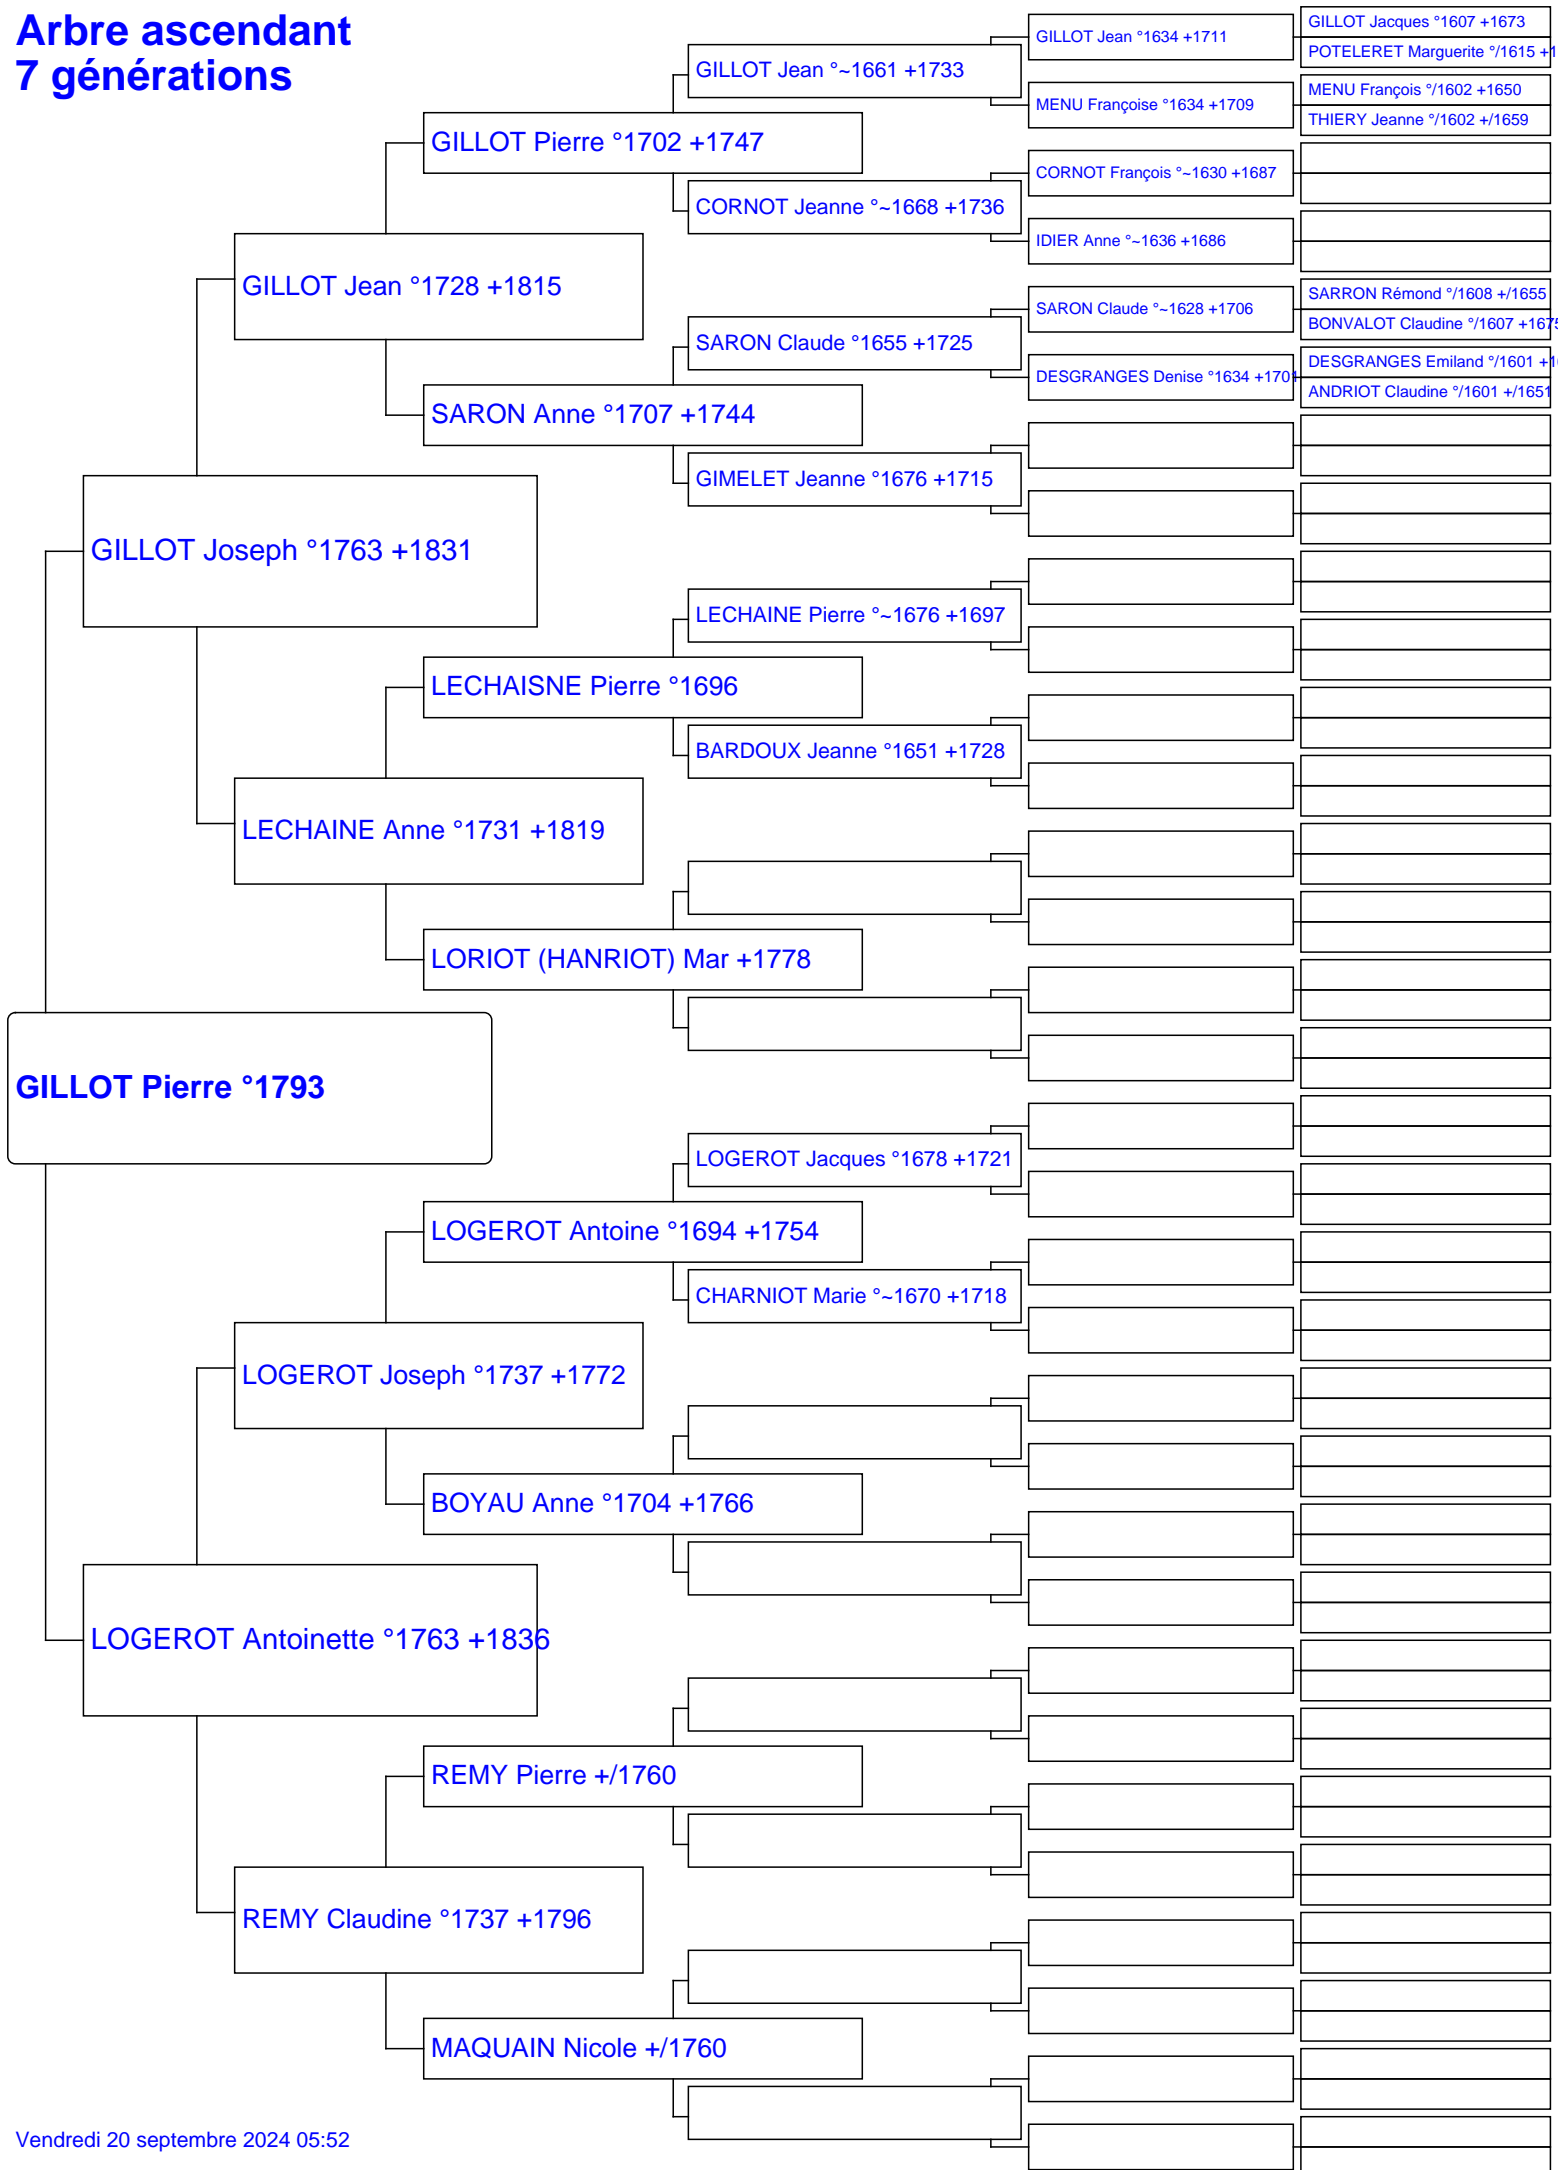 Arbre ascendant
7 générations
GILLOT Pierre °1793
GILLOT Joseph °1763 +1831
LOGEROT Antoinette °1763 +1836
GILLOT Jean °1728 +1815
LECHAINE Anne °1731 +1819
LOGEROT Joseph °1737 +1772
REMY Claudine °1737 +1796
GILLOT Pierre °1702 +1747
SARON Anne °1707 +1744
LECHAISNE Pierre °1696
LORIOT (HANRIOT) Mar +1778
LOGEROT Antoine °1694 +1754
BOYAU Anne °1704 +1766
REMY Pierre +/1760
MAQUAIN Nicole +/1760
GILLOT Jean °~1661 +1733
CORNOT Jeanne °~1668 +1736
SARON Claude °1655 +1725
GIMELET Jeanne °1676 +1715
LECHAINE Pierre °~1676 +1697
BARDOUX Jeanne °1651 +1728
LOGEROT Jacques °1678 +1721
CHARNIOT Marie °~1670 +1718
GILLOT Jean °1634 +1711
MENU Françoise °1634 +1709
CORNOT François °~1630 +1687
IDIER Anne °~1636 +1686
SARON Claude °~1628 +1706
DESGRANGES Denise °1634 +1701
GILLOT Jacques °1607 +1673
POTELERET Marguerite °/1615 +1
MENU François °/1602 +1650
THIERY Jeanne °/1602 +/1659
SARRON Rémond °/1608 +/1655
BONVALOT Claudine °/1607 +1675
DESGRANGES Emiland °/1601 +1
ANDRIOT Claudine °/1601 +/1651
Vendredi 20 septembre 2024 05:52